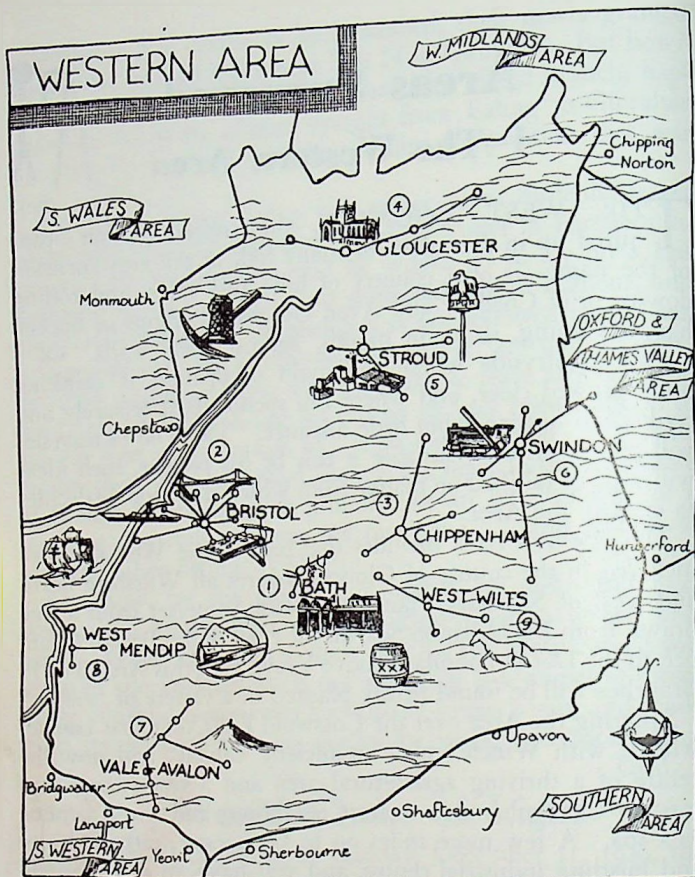 WESTERN AREA
W. MIDLANDS
AREA
Chipping
Norton
S. WALES
AREA
4
GLOUCESTER
Monmouth
OXFORD &
THAMES VALLEY
AREA
STROUD
5
Chepstow
2
SWINDON
6
BRISTOL
3
CHIPPENHAM
Hungerford
1
BATH
WEST WILTS
9
WEST
MENDIP
8
XXX
7
VALE of AVALON
Upavon
Bridgwater
Langport
Shaftesbury
SOUTHERN
AREA
S. WESTERN
AREA
Yeovil
Sherbourne
N